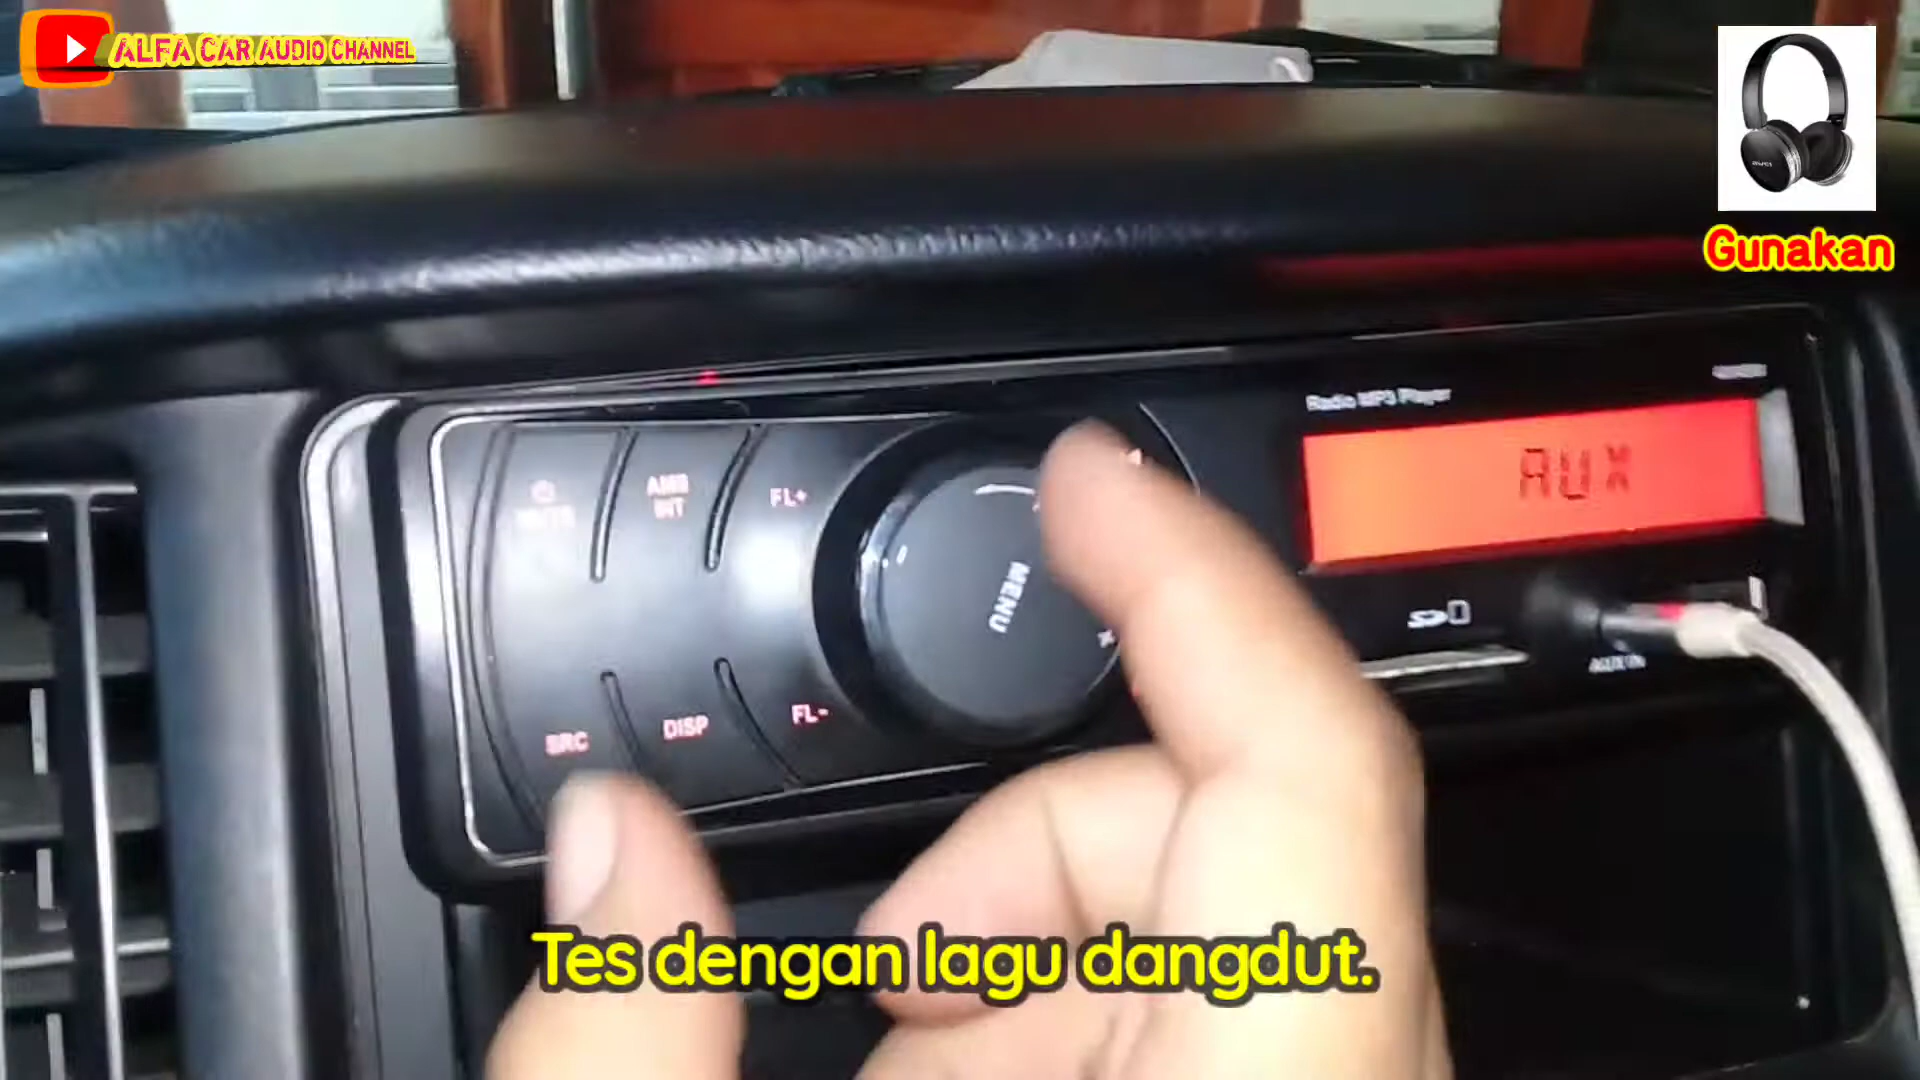 ALFA CAR AUDIO CHANNEL
Gunakan
Radio MP3 Player
AUX
AMS
INT
FL+
MENU
AUX IN
SRC
DISP
FL-
Tes dengan lagu dangdut.